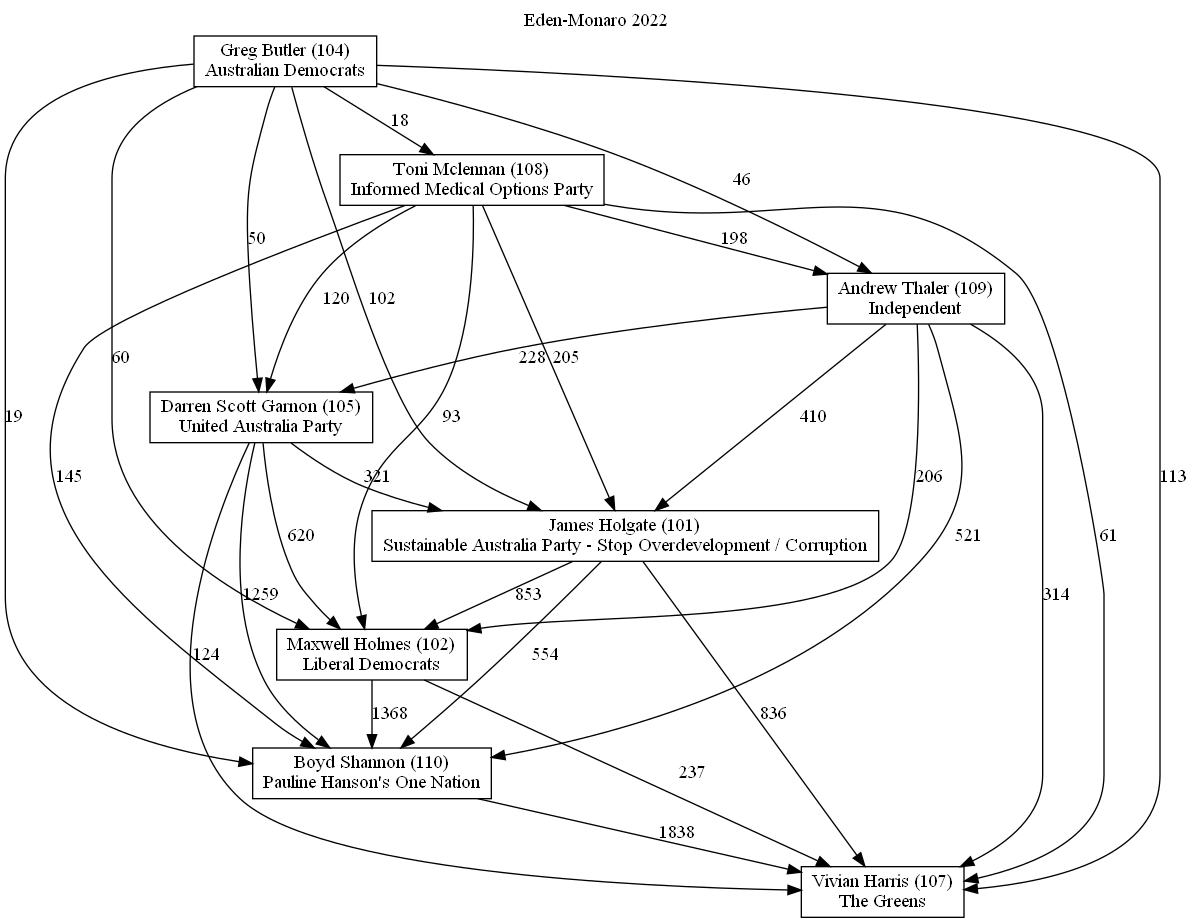 Eden-Monaro 2022
Greg Butler (104)
Australian Democrats
18
Toni Mclennan (108)
Informed Medical Options Party
46
50
198
120
102
Andrew Thaler (109)
Independent
60
228
205
19
93
410
Darren Scott Garnon (105)
United Australia Party
145
321
206
113
James Holgate (101)
Sustainable Australia Party - Stop Overdevelopment / Corruption
620
521
61
1259
853
314
Maxwell Holmes (102)
Liberal Democrats
124
554
1368
836
Boyd Shannon (110)
Pauline Hanson's One Nation
237
1838
Vivian Harris (107)
The Greens